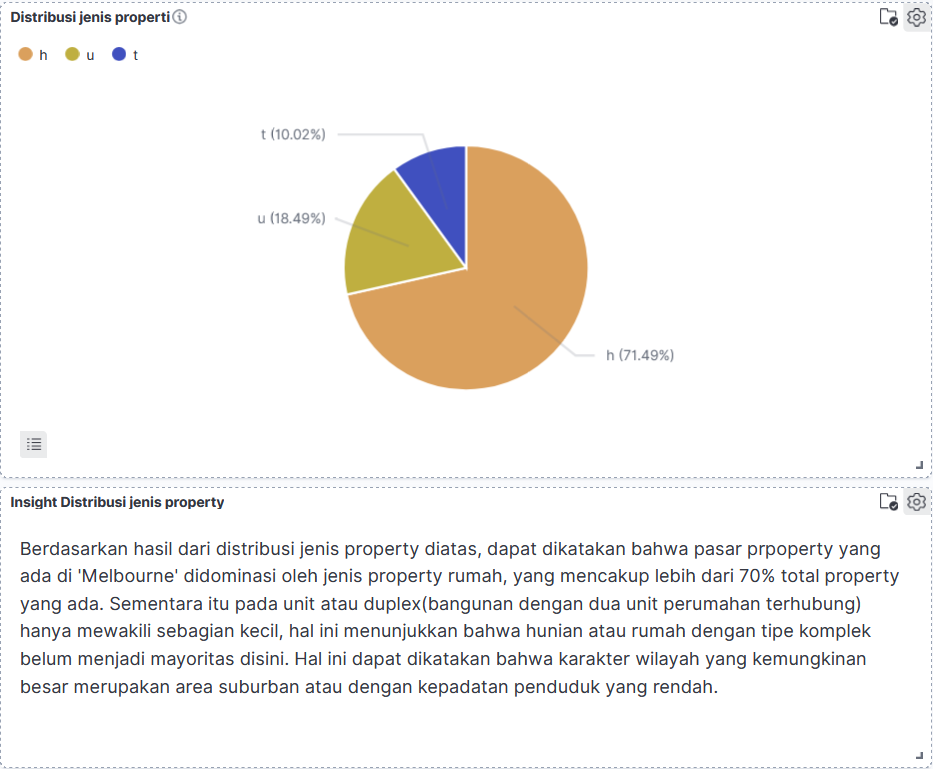 Distribusi jenis properti
h u t
t (10.02%)
u (18.49%)
h (71.49%)
Insight Distribusi jenis property
Berdasarkan hasil dari distribusi jenis property diatas, dapat dikatakan bahwa pasar prpoperty yang
ada di 'Melbourne' didominasi oleh jenis property rumah, yang mencakup lebih dari 70% total property
yang ada. Sementara itu pada unit atau duplex(bangunan dengan dua unit perumahan terhubung)
hanya mewakili sebagian kecil, hal ini menunjukkan bahwa hunian atau rumah dengan tipe komplek
belum menjadi mayoritas disini. Hal ini dapat dikatakan bahwa karakter wilayah yang kemungkinan
besar merupakan area suburban atau dengan kepadatan penduduk yang rendah.